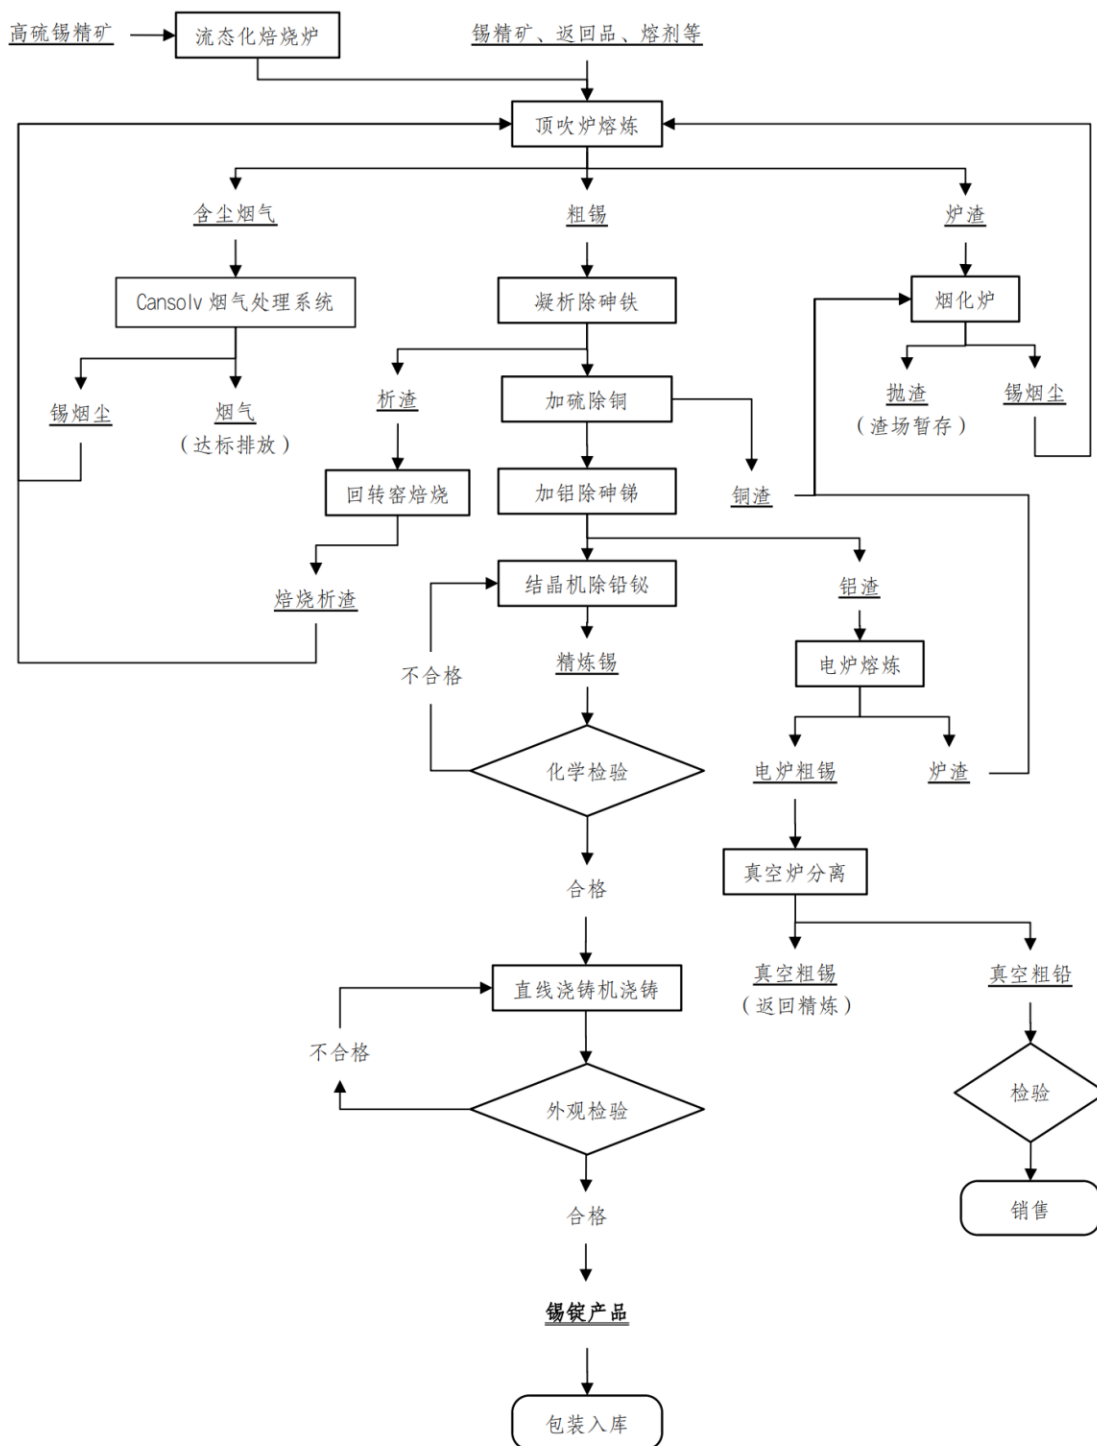 高硫锡精矿
流态化焙烧炉
锡精矿、返回品、熔剂等
顶吹炉熔炼
含尘烟气
粗锡
炉渣
Cansolv 烟气处理系统
凝析除砷铁
烟化炉
锡烟尘
烟气
(达标排放)
析渣
加硫除铜
抛渣
(渣场暂存)
锡烟尘
回转窑焙烧
加铝除砷锑
铜渣
焙烧析渣
结晶机除铅铋
铝渣
不合格
精炼锡
电炉熔炼
化学检验
电炉粗锡
炉渣
合格
真空炉分离
直线浇铸机浇铸
真空粗锡
(返回精炼)
真空粗铅
不合格
外观检验
检验
合格
销售
锡锭产品
包装入库